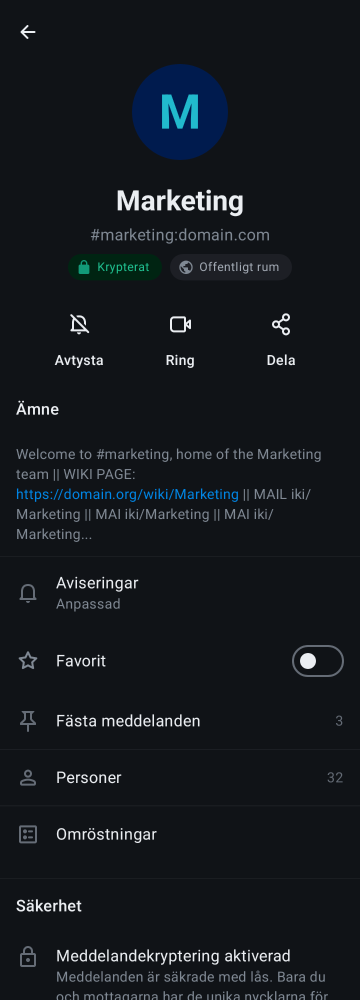 M
Marketing
#marketing:domain.com
Krypterat
Offentligt rum
Avtysta
Ring
Dela
Ämne
Welcome to #marketing, home of the Marketing
team || WIKI PAGE:
https://domain.org/wiki/Marketing || MAIL iki/
Marketing || MAI iki/Marketing || MAI iki/
Marketing...
Aviseringar
Anpassad
Favorit
Fästa meddelanden 3
Personer 32
Omröstningar
Säkerhet
Meddelandekryptering aktiverad
Meddelanden är säkrade med lås. Bara du
och mottagarna har de unika nycklarna för